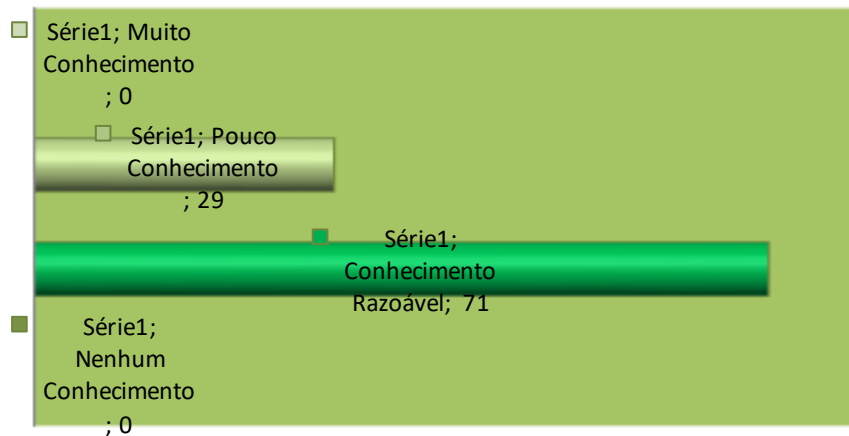 Série1; Muito
Conhecimento
; 0
Série1; Pouco
Conhecimento
; 29
Série1;
Conhecimento
Razoável; 71
Série1;
Nenhum
Conhecimento
; 0